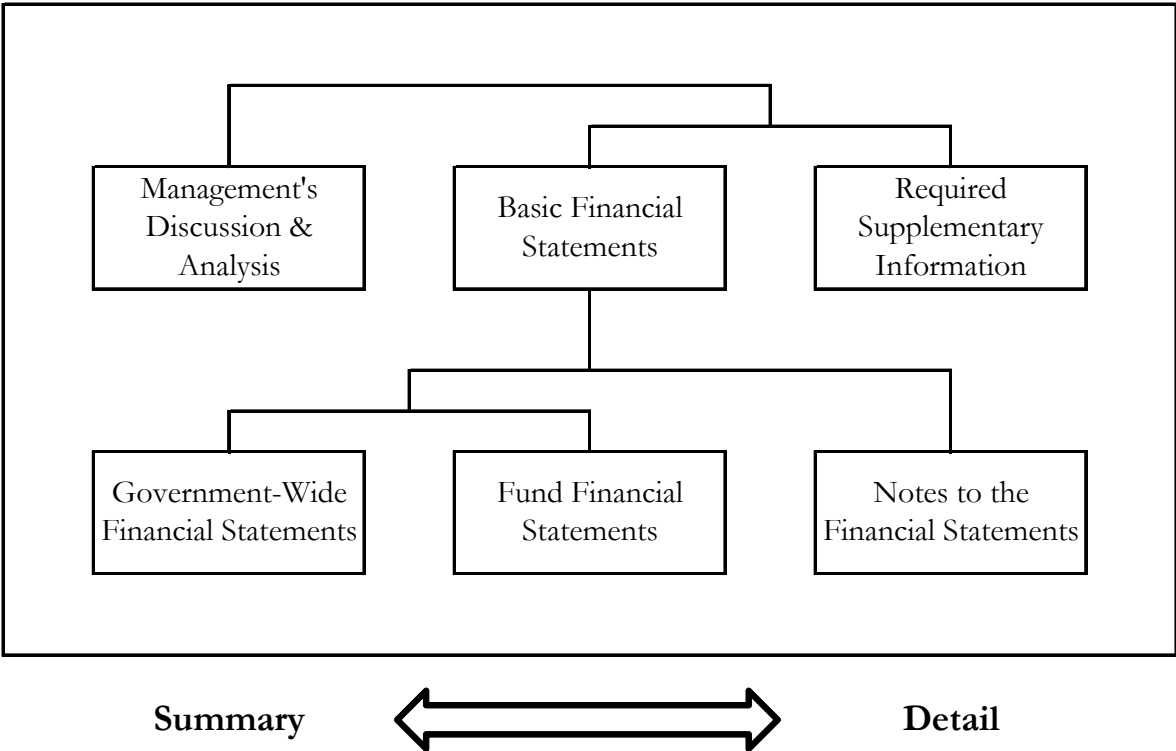 Management's
Discussion &
Analysis
Basic Financial
Statements
Required
Supplementary
Information
Government-Wide
Financial Statements
Fund Financial
Statements
Notes to the
Financial Statements
Summary
Detail